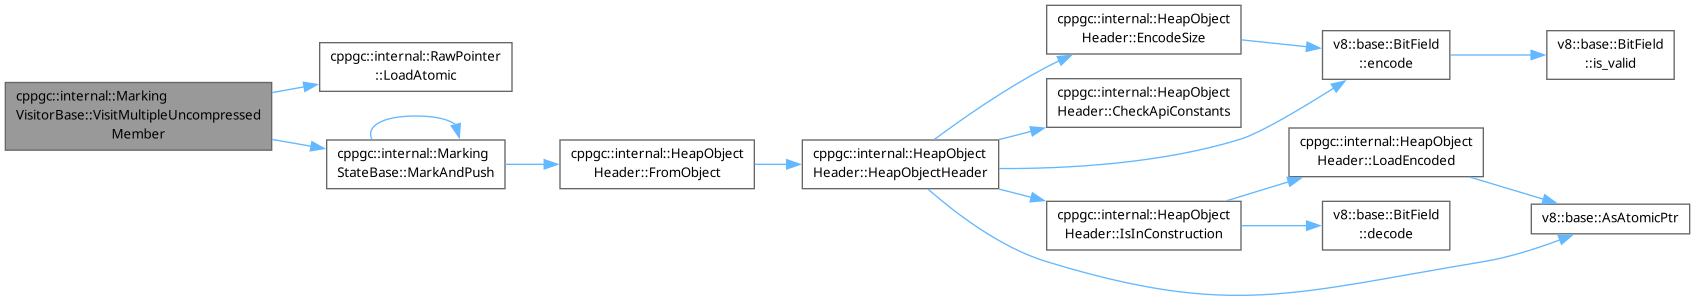 cppgc::internal::Marking
VisitorBase::VisitMultipleUncompressed
Member
cppgc::internal::RawPointer
::LoadAtomic
cppgc::internal::Marking
StateBase::MarkAndPush
cppgc::internal::HeapObject
Header::FromObject
cppgc::internal::HeapObject
Header::HeapObjectHeader
cppgc::internal::HeapObject
Header::EncodeSize
cppgc::internal::HeapObject
Header::CheckApiConstants
cppgc::internal::HeapObject
Header::IsInConstruction
v8::base::BitField
::encode
cppgc::internal::HeapObject
Header::LoadEncoded
v8::base::BitField
::decode
v8::base::BitField
::is_valid
v8::base::AsAtomicPtr